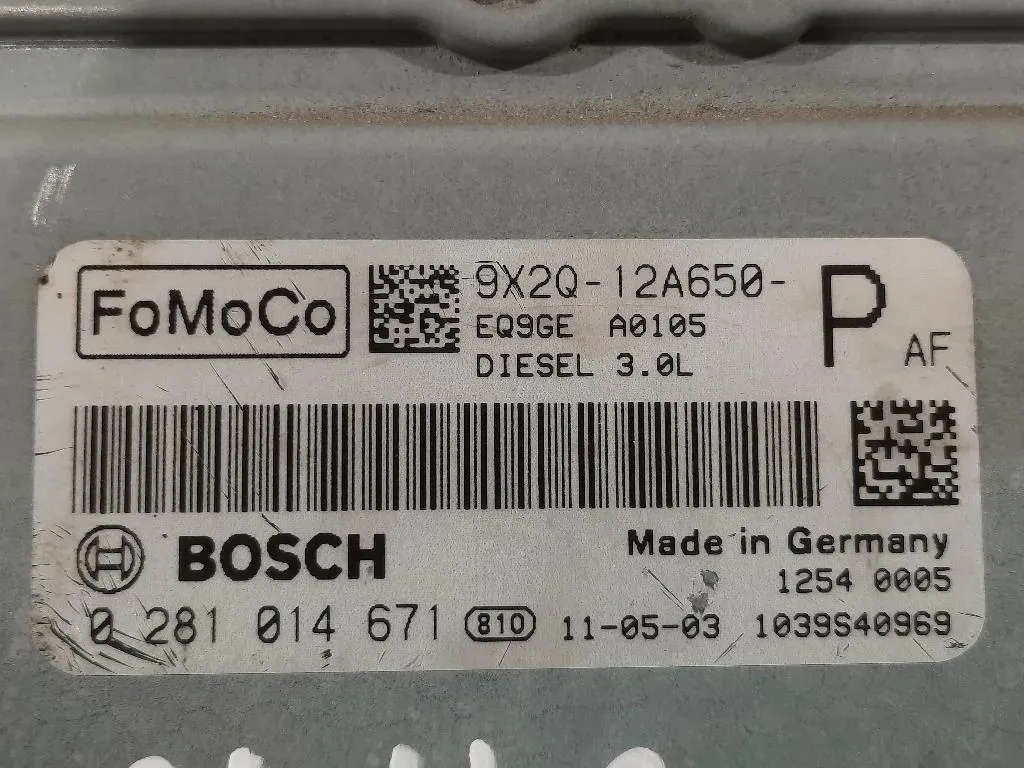 FoMoCo
9X2Q-12A650-
P
AF
EQ9GE A0105
DIESEL 3.0L
BOSCH
Made in Germany
1254 0005
0 281 014 671 810 11-05-03 1039S40969